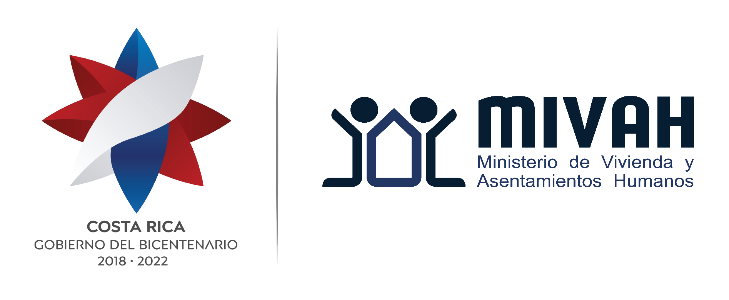 COSTA RICA
GOBIERNO DEL BICENTENARIO
2018 · 2022
MIVAH
Ministerio de Vivienda y
Asentamientos Humanos